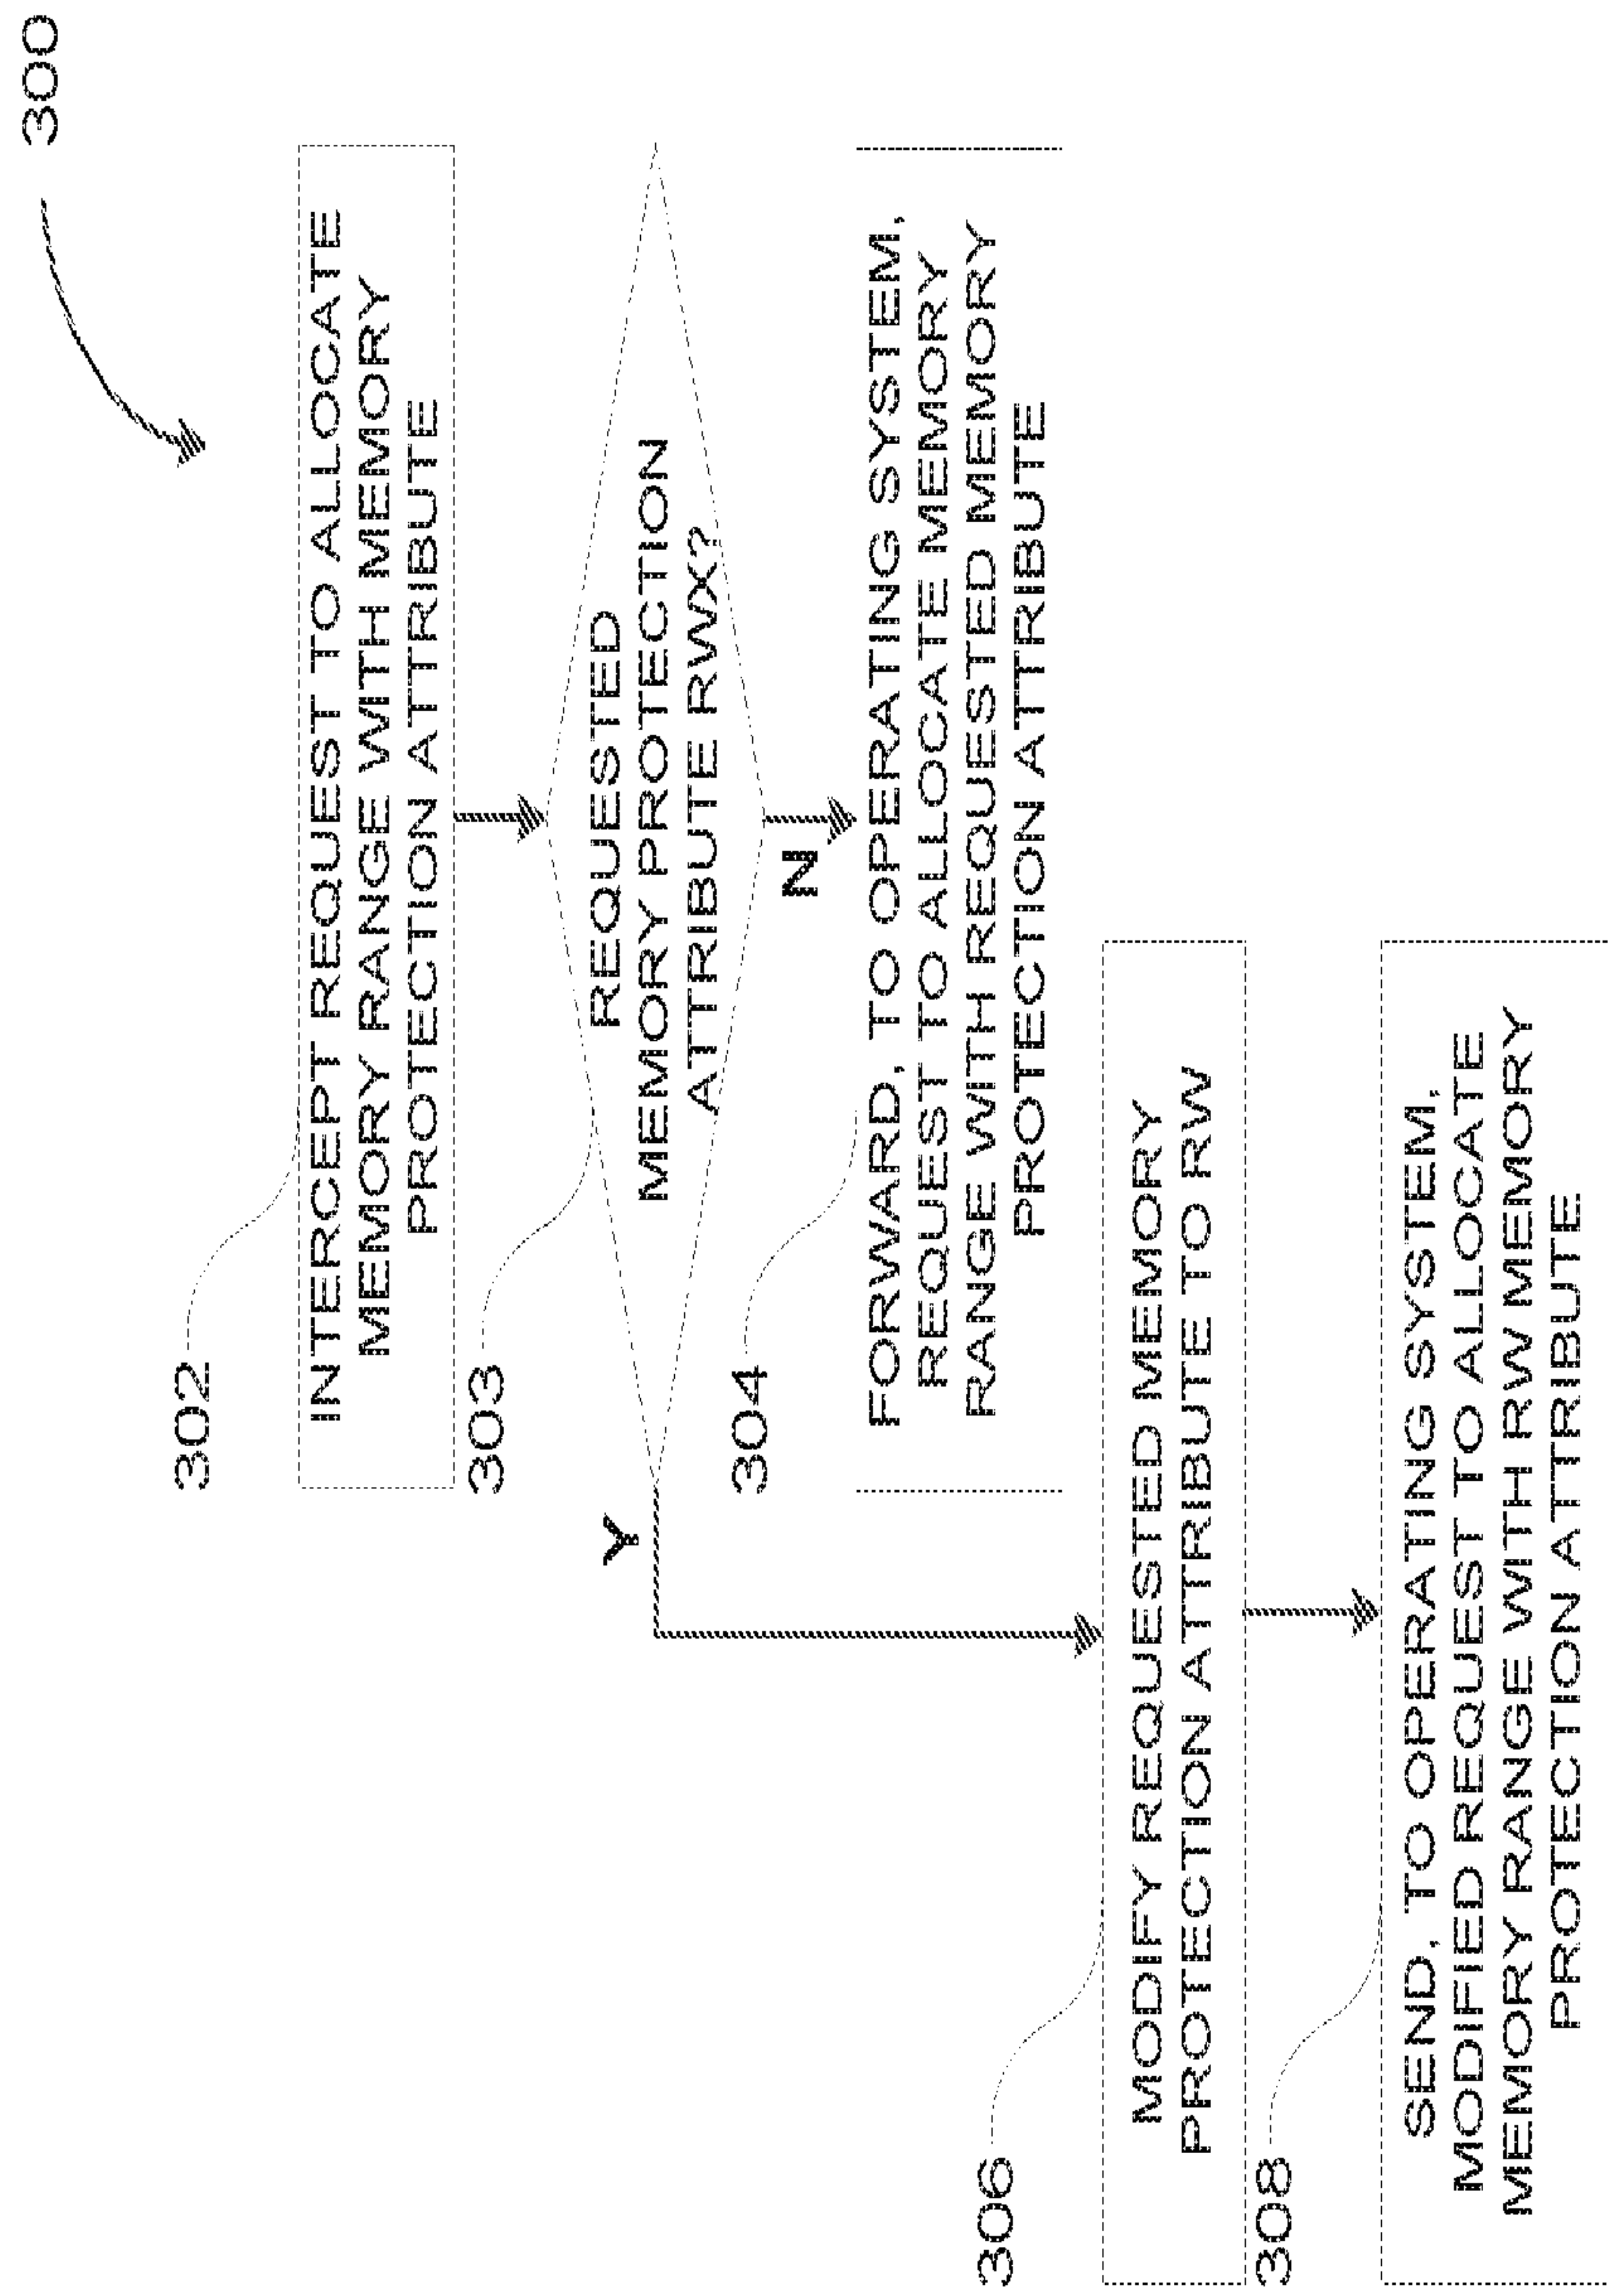 300
302
INTERCEPT REQUEST TO ALLOCATE
MEMORY RANGE WITH MEMORY
PROTECTION ATTRIBUTE
303
REQUESTED
MEMORY PROTECTION
ATTRIBUTE RWX?
Y
N
304
FORWARD, TO OPERATING SYSTEM,
REQUEST TO ALLOCATE MEMORY
RANGE WITH REQUESTED MEMORY
PROTECTION ATTRIBUTE
306
MODIFY REQUESTED MEMORY
PROTECTION ATTRIBUTE TO RW
308
SEND, TO OPERATING SYSTEM,
MODIFIED REQUEST TO ALLOCATE
MEMORY RANGE WITH RW MEMORY
PROTECTION ATTRIBUTE